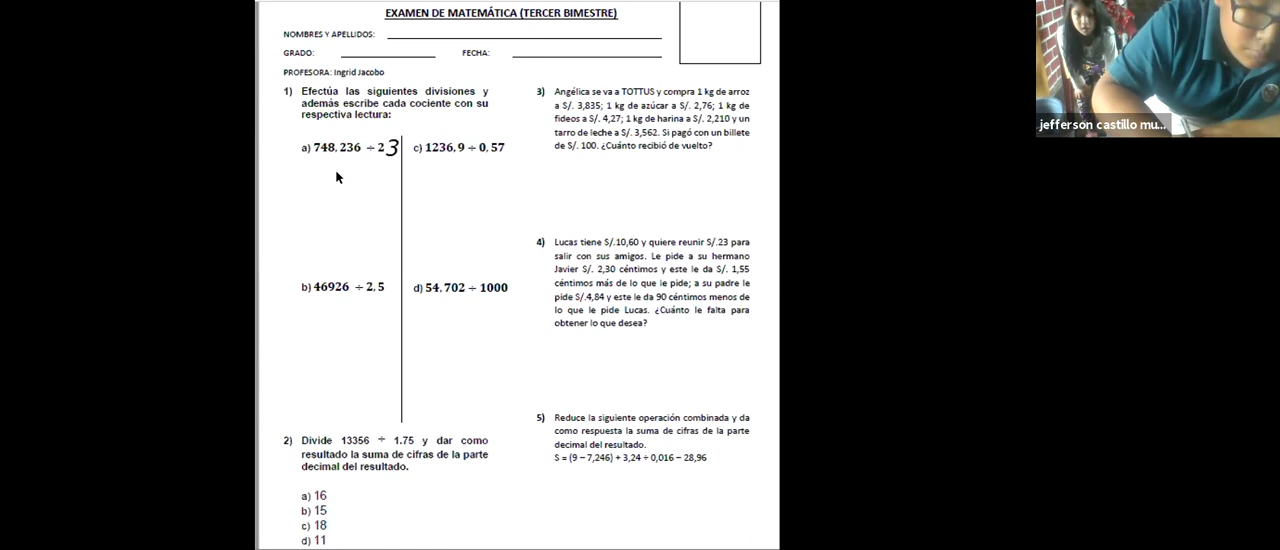 EXAMEN DE MATEMÁTICA (TERCER BIMESTRE)
NOMBRES Y APELLIDOS:
GRADO: FECHA:
PROFESORA: Ingrid Jacobo
1) Efectúa las siguientes divisiones y
además escribe cada cociente con su
respectiva lectura:
a) 748,236 ÷ 23
c) 1236,9 ÷ 0,57
b) 46926 ÷ 2,5
d) 54,702 ÷ 1000
2) Divide 13356 ÷ 1.75 y dar como
resultado la suma de cifras de la parte
decimal del resultado.
a) 16
b) 15
c) 18
d) 11
3) Angélica se va a TOTTUS y compra 1 kg de arroz
a S/. 3,835; 1 kg de azúcar a S/. 2,76; 1 kg de
fideos a S/. 4,27; 1 kg de harina a S/. 2,210 y un
tarro de leche a S/. 3,562. Si pagó con un billete
de S/. 100. ¿Cuánto recibió de vuelto?
4) Lucas tiene S/.10,60 y quiere reunir S/.23 para
salir con sus amigos. Le pide a su hermano
Javier S/. 2,30 céntimos y este le da S/. 1,55
céntimos más de lo que le pide; a su padre le
pide S/.4,84 y este le da 90 céntimos menos de
lo que le pide Lucas. ¿Cuánto le falta para
obtener lo que desea?
5) Reduce la siguiente operación combinada y da
como respuesta la suma de cifras de la parte
decimal del resultado.
S = (9 – 7,246) + 3,24 ÷ 0,016 – 28,96
jefferson castillo mu...